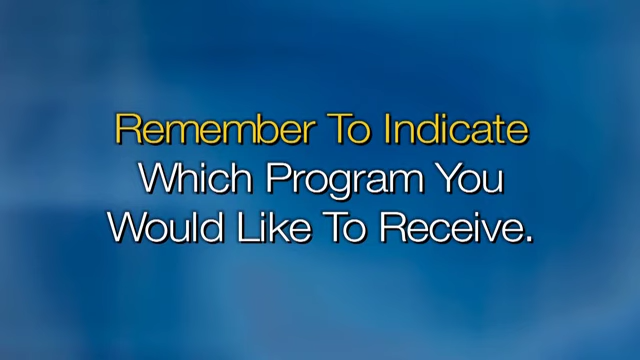 Remember To Indicate
Which Program You
Would Like To Receive.